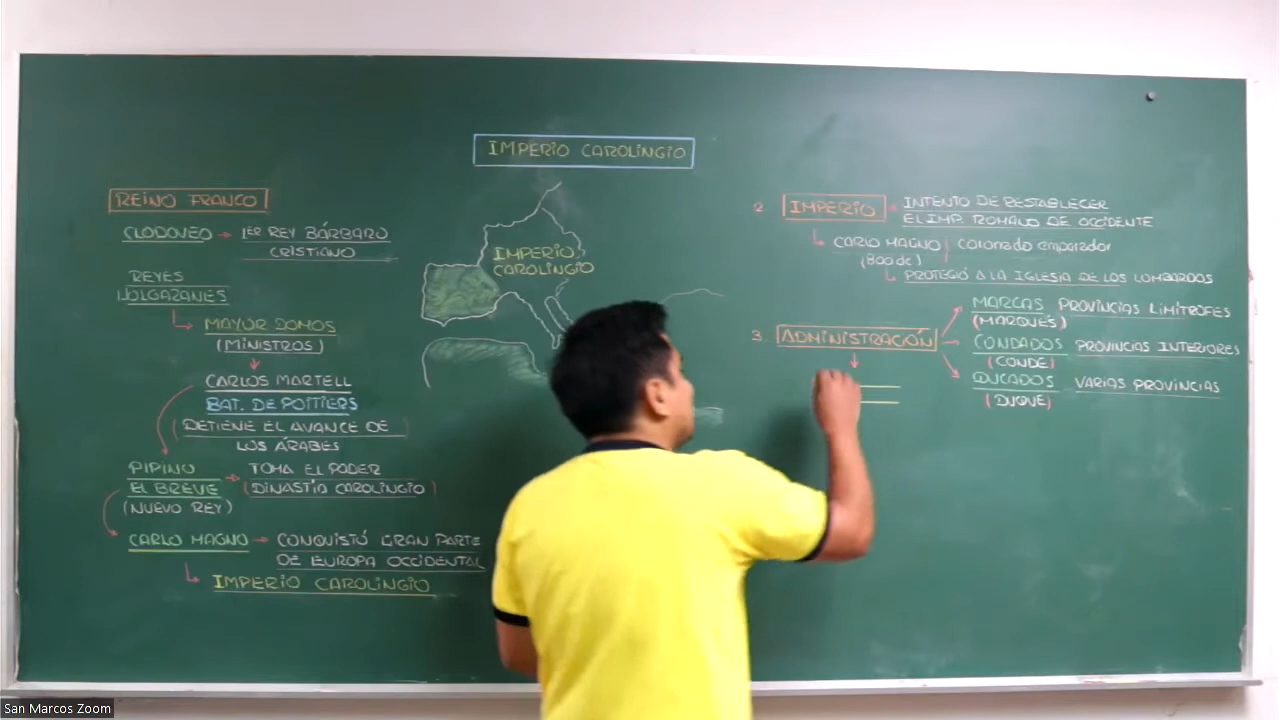 IMPERIO CAROLINGIO
REINO FRANCO
CLODOVEO → 1ER REY BÁRBARO
CRISTIANO
REYES
HOLGAZANES
MAYOR DOMOS
(MINISTROS)
CARLOS MARTELL
BAT. DE POITIERS
(DETIENE EL AVANCE DE
LOS ÁRABES
PIPINO
EL BREVE
(NUEVO REY)
TOMA EL PODER
(DINASTÍA CAROLINGIO)
CARLO MAGNO → CONQUISTÓ GRAN PARTE
DE EUROPA OCCIDENTAL
IMPERIO CAROLINGIO
IMPERIO
CAROLINGIO
2. IMPERIO → INTENTO DE RESTABLECER
EL IMP. ROMANO DE OCCIDENTE
CARLO MAGNO | coronado emperador
(800 dc)
PROTEGIÓ A LA IGLESIA DE LOS LOMBARDOS
3. ADMINISTRACIÓN
MARCAS PROVINCIAS LIMÍTROFES
(MARQUÉS)
CONDADOS PROVINCIAS INTERIORES
(CONDE)
DUCADOS VARIAS PROVINCIAS
(DUQUE)
San Marcos Zoom